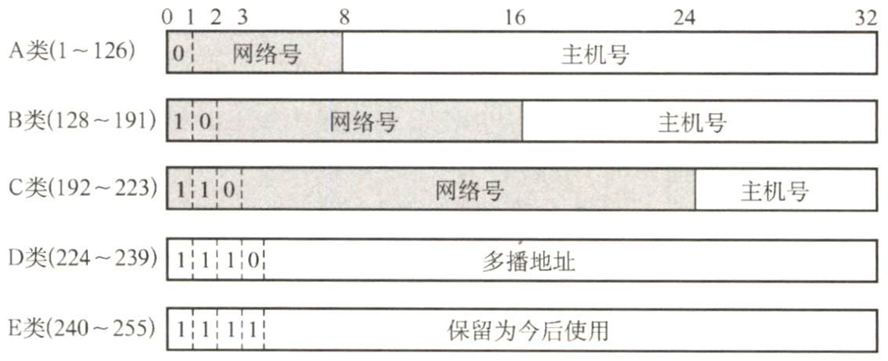 0 1 2 3 8 16 24 32
A类(1~126) 0 网络号 主机号
B类(128~191) 1 0 网络号 主机号
C类(192~223) 1 1 0 网络号 主机号
D类(224~239) 1 1 1 0 多播地址
E类(240~255) 1 1 1 1 保留为今后使用